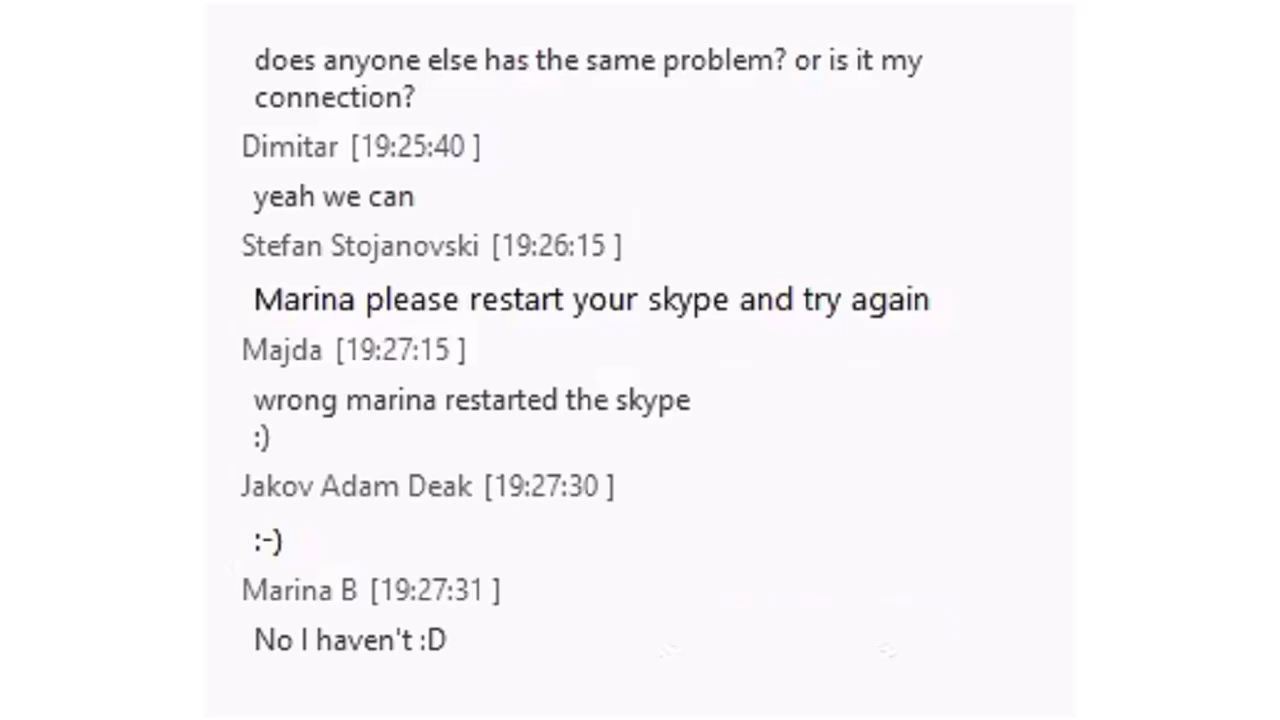 does anyone else has the same problem? or is it my
connection?
Dimitar [19:25:40 ]
yeah we can
Stefan Stojanovski [19:26:15 ]
Marina please restart your skype and try again
Majda [19:27:15 ]
wrong marina restarted the skype
:)
Jakov Adam Deak [19:27:30 ]
:-)
Marina B [19:27:31 ]
No I haven't :D